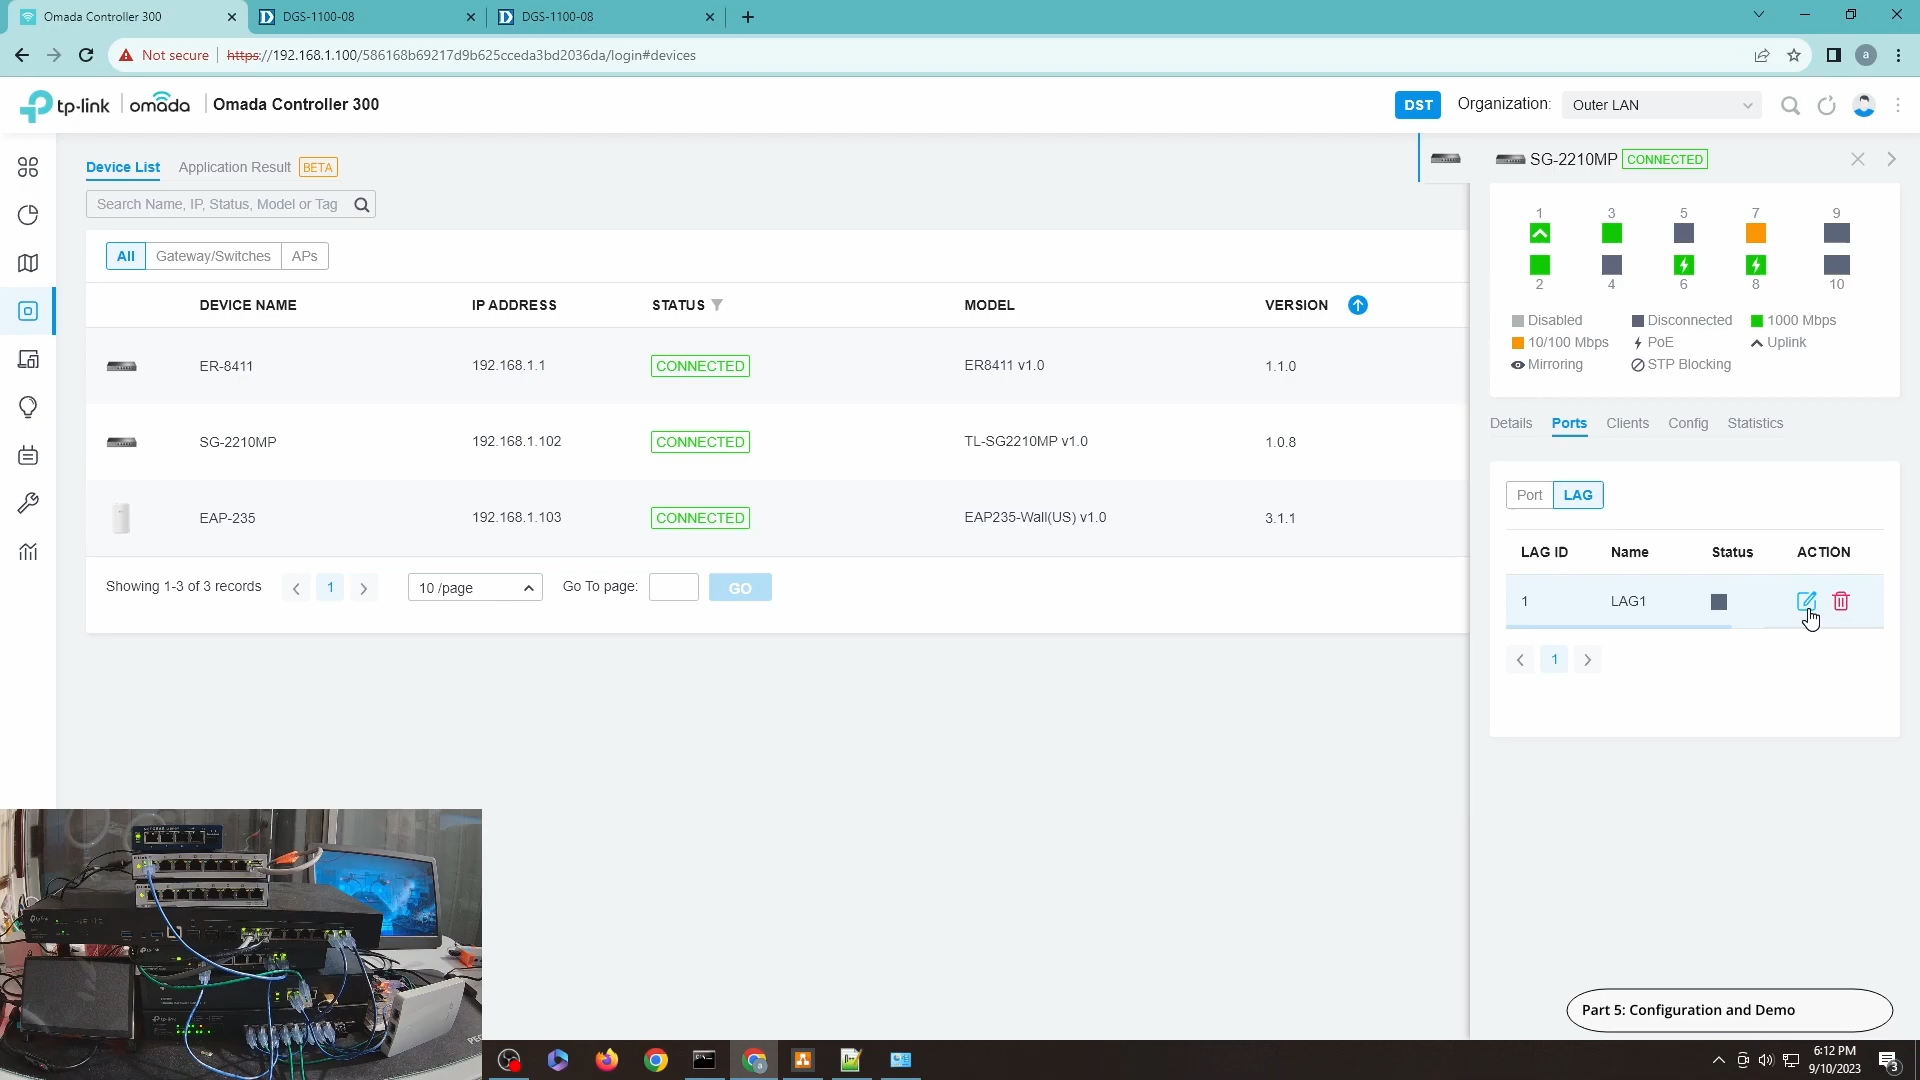 Omada Controller 300
DGS-1100-08
DGS-1100-08
Not secure
https://192.168.1.100/586168b69217d9b625cceda3bd2036da/login#devices
a
tp-link
omada
Omada Controller 300
DST
Organization:
Outer LAN
Device List
Application Result
BETA
Search Name, IP, Status, Model or Tag
All
Gateway/Switches
APs
DEVICE NAME
IP ADDRESS
STATUS
MODEL
VERSION
ER-8411
192.168.1.1
CONNECTED
ER8411 v1.0
1.1.0
SG-2210MP
192.168.1.102
CONNECTED
TL-SG2210MP v1.0
1.0.8
EAP-235
192.168.1.103
CONNECTED
EAP235-Wall(US) v1.0
3.1.1
Showing 1-3 of 3 records
1
10 /page
Go To page:
GO
SG-2210MP
CONNECTED
1
3
5
7
9
2
4
6
8
10
Disabled
Disconnected
1000 Mbps
10/100 Mbps
PoE
Uplink
Mirroring
STP Blocking
Details
Ports
Clients
Config
Statistics
Port
LAG
LAG ID
Name
Status
ACTION
1
LAG1
1
Part 5: Configuration and Demo
6:12 PM
9/10/2023
3